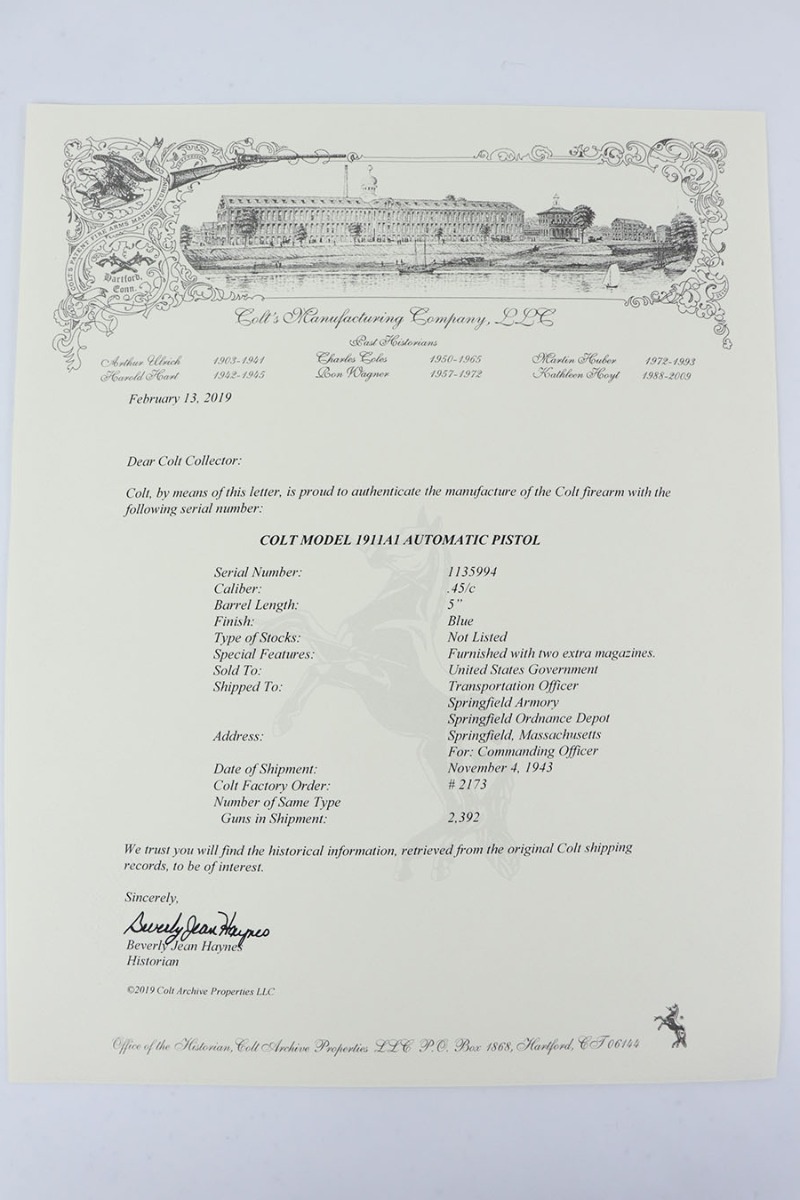 COLT'S PATENT FIRE ARMS MANUFACTURING
Hartford,
Conn.
Colt's Manufacturing Company, LLC
Past Historians
Arthur Ulrich 1903-1941 Charles Coles 1950-1965 Martin Huber 1972-1993
Harold Hart 1942-1945 Ron Wagner 1957-1972 Kathleen Hoyt 1988-2009
February 13, 2019
Dear Colt Collector:
Colt, by means of this letter, is proud to authenticate the manufacture of the Colt firearm with the
following serial number:
COLT MODEL 1911A1 AUTOMATIC PISTOL
Serial Number: 1135994
Caliber: .45/c
Barrel Length: 5"
Finish: Blue
Type of Stocks: Not Listed
Special Features: Furnished with two extra magazines.
Sold To: United States Government
Shipped To: Transportation Officer
Springfield Armory
Springfield Ordnance Depot
Address: Springfield, Massachusetts
For: Commanding Officer
Date of Shipment: November 4, 1943
Colt Factory Order: # 2173
Number of Same Type
Guns in Shipment: 2,392
We trust you will find the historical information, retrieved from the original Colt shipping
records, to be of interest.
Sincerely,
Beverly Jean Haynes
Beverly Jean Haynes
Historian
©2019 Colt Archive Properties LLC
Office of the Historian, Colt Archive Properties LLC P.O. Box 1868, Hartford, CT 06144